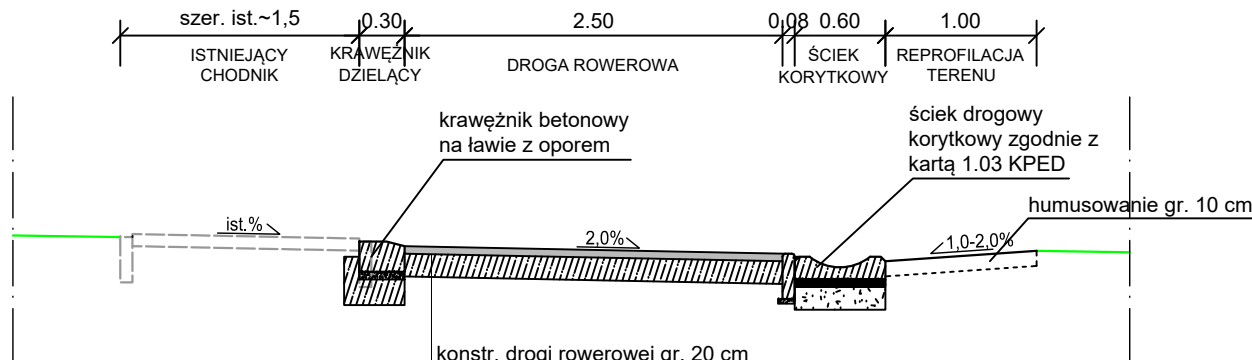 szer. ist.~1,5 0.30 2.50 0.08 0.60 1.00
ISTNIEJĄCY
CHODNIK
KRAWĘŻNIK
DZIELĄCY
DROGA ROWEROWA
ŚCIEK
KORYTKOWY
REPROFILACJA
TERENU
krawężnik betonowy
na ławie z oporem
ściek drogowy
korytkowy zgodnie z
kartą 1.03 KPED
humusowanie gr. 10 cm
ist.%
2,0%
1,0-2,0%
konstr. drogi rowerowej gr. 20 cm